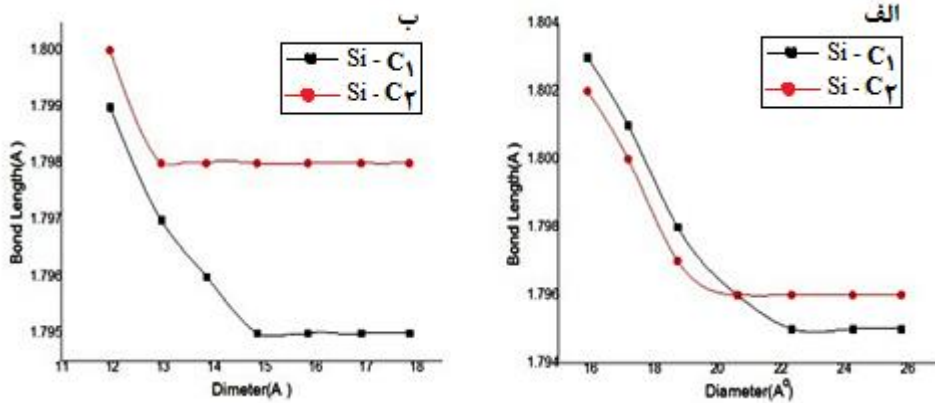 ب
Si - C۱
Si - C۲
1.800
1.799
1.798
1.797
1.796
1.795
Bond Length(A)
11 12 13 14 15 16 17 18
Dimeter(A )
الف
Si - C۱
Si - C۲
1.804
1.802
1.800
1.798
1.796
1.794
Bond Length(A )
16 18 20 22 24 26
Diameter(A⁰)